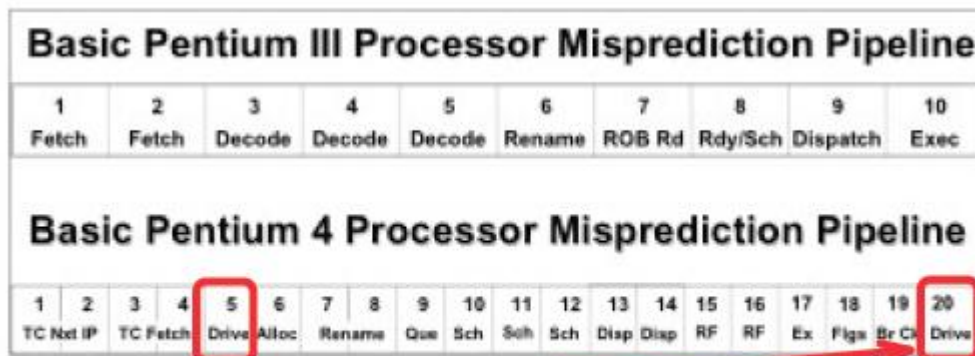 Basic Pentium III Processor Misprediction Pipeline
1 2 3 4 5 6 7 8 9 10
Fetch Fetch Decode Decode Decode Rename ROB Rd Rdy/Sch Dispatch Exec
Basic Pentium 4 Processor Misprediction Pipeline
1 2 3 4 5 6 7 8 9 10 11 12 13 14 15 16 17 18 19 20
TC Nxt IP TC Fetch Drive Alloc Rename Que Sch Sch Sch Disp Disp RF RF Ex Flgs Br Ck Drive